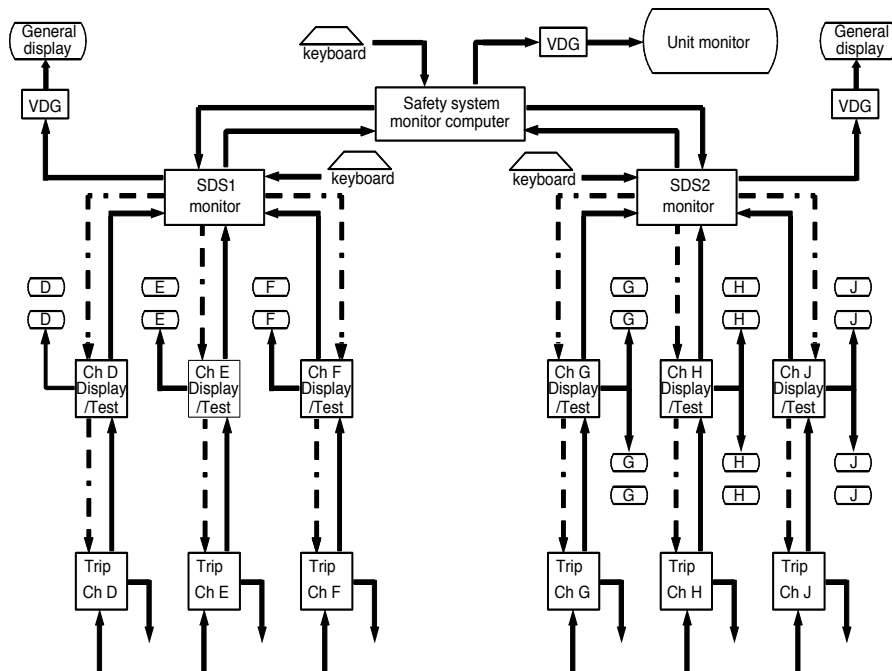 General
display
keyboard
VDG
Unit monitor
General
display
VDG
Safety system
monitor computer
VDG
keyboard
keyboard
SDS1
monitor
SDS2
monitor
D
E
F
G
H
J
D
E
F
G
H
J
Ch D
Display
/Test
Ch E
Display
/Test
Ch F
Display
/Test
Ch G
Display
/Test
Ch H
Display
/Test
Ch J
Display
/Test
G
H
J
G
H
J
Trip
Ch D
Trip
Ch E
Trip
Ch F
Trip
Ch G
Trip
Ch H
Trip
Ch J